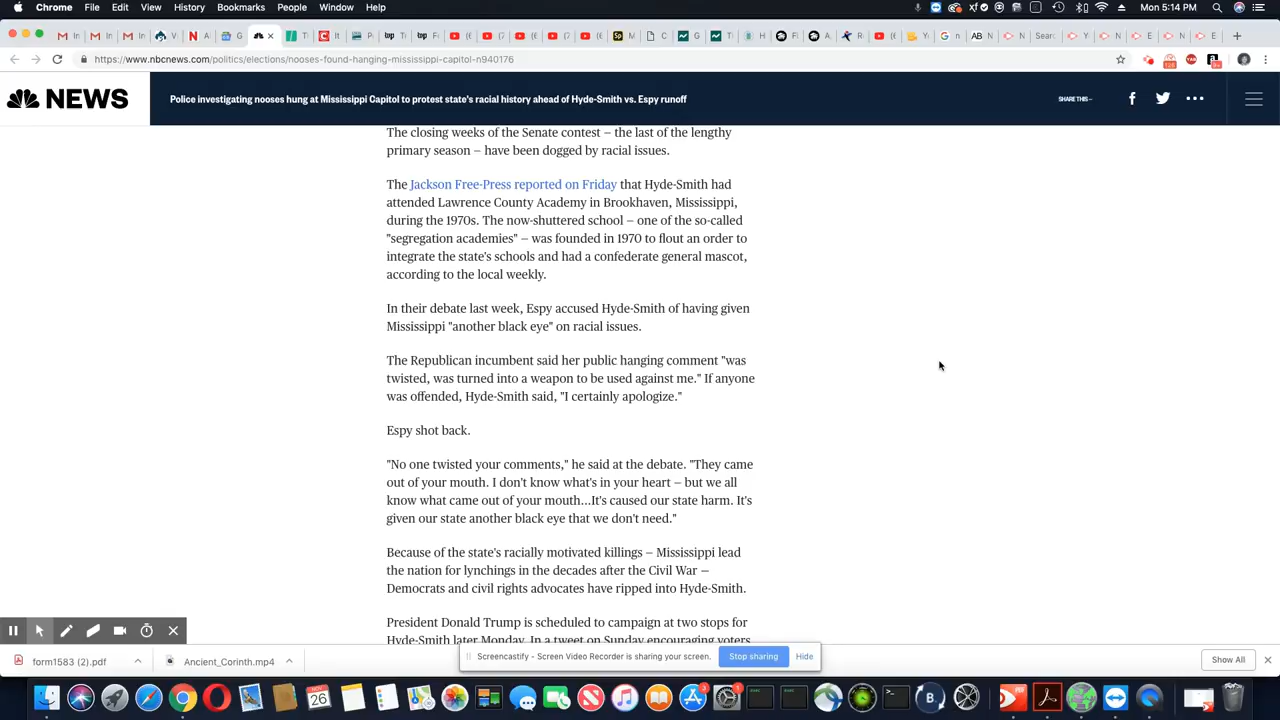 Chrome File Edit View History Bookmarks People Window Help Mon 5:14 PM
https://www.nbcnews.com/politics/elections/nooses-found-hanging-mississippi-capitol-n940176
NEWS
Police investigating nooses hung at Mississippi Capitol to protest state's racial history ahead of Hyde-Smith vs. Espy runoff
SHARE THIS —
The closing weeks of the Senate contest — the last of the lengthy
primary season — have been dogged by racial issues.
The Jackson Free-Press reported on Friday that Hyde-Smith had
attended Lawrence County Academy in Brookhaven, Mississippi,
during the 1970s. The now-shuttered school — one of the so-called
"segregation academies" — was founded in 1970 to flout an order to
integrate the state's schools and had a confederate general mascot,
according to the local weekly.
In their debate last week, Espy accused Hyde-Smith of having given
Mississippi "another black eye" on racial issues.
The Republican incumbent said her public hanging comment "was
twisted, was turned into a weapon to be used against me." If anyone
was offended, Hyde-Smith said, "I certainly apologize."
Espy shot back.
"No one twisted your comments," he said at the debate. "They came
out of your mouth. I don't know what's in your heart — but we all
know what came out of your mouth...It's caused our state harm. It's
given our state another black eye that we don't need."
Because of the state's racially motivated killings — Mississippi lead
the nation for lynchings in the decades after the Civil War —
Democrats and civil rights advocates have ripped into Hyde-Smith.
President Donald Trump is scheduled to campaign at two stops for
Hyde-Smith later Monday. In a tweet on Sunday encouraging voters
Screencastify - Screen Video Recorder is sharing your screen. Stop sharing Hide
form1583 (2).pdf
Ancient_Corinth.mp4
Show All
NOV
26